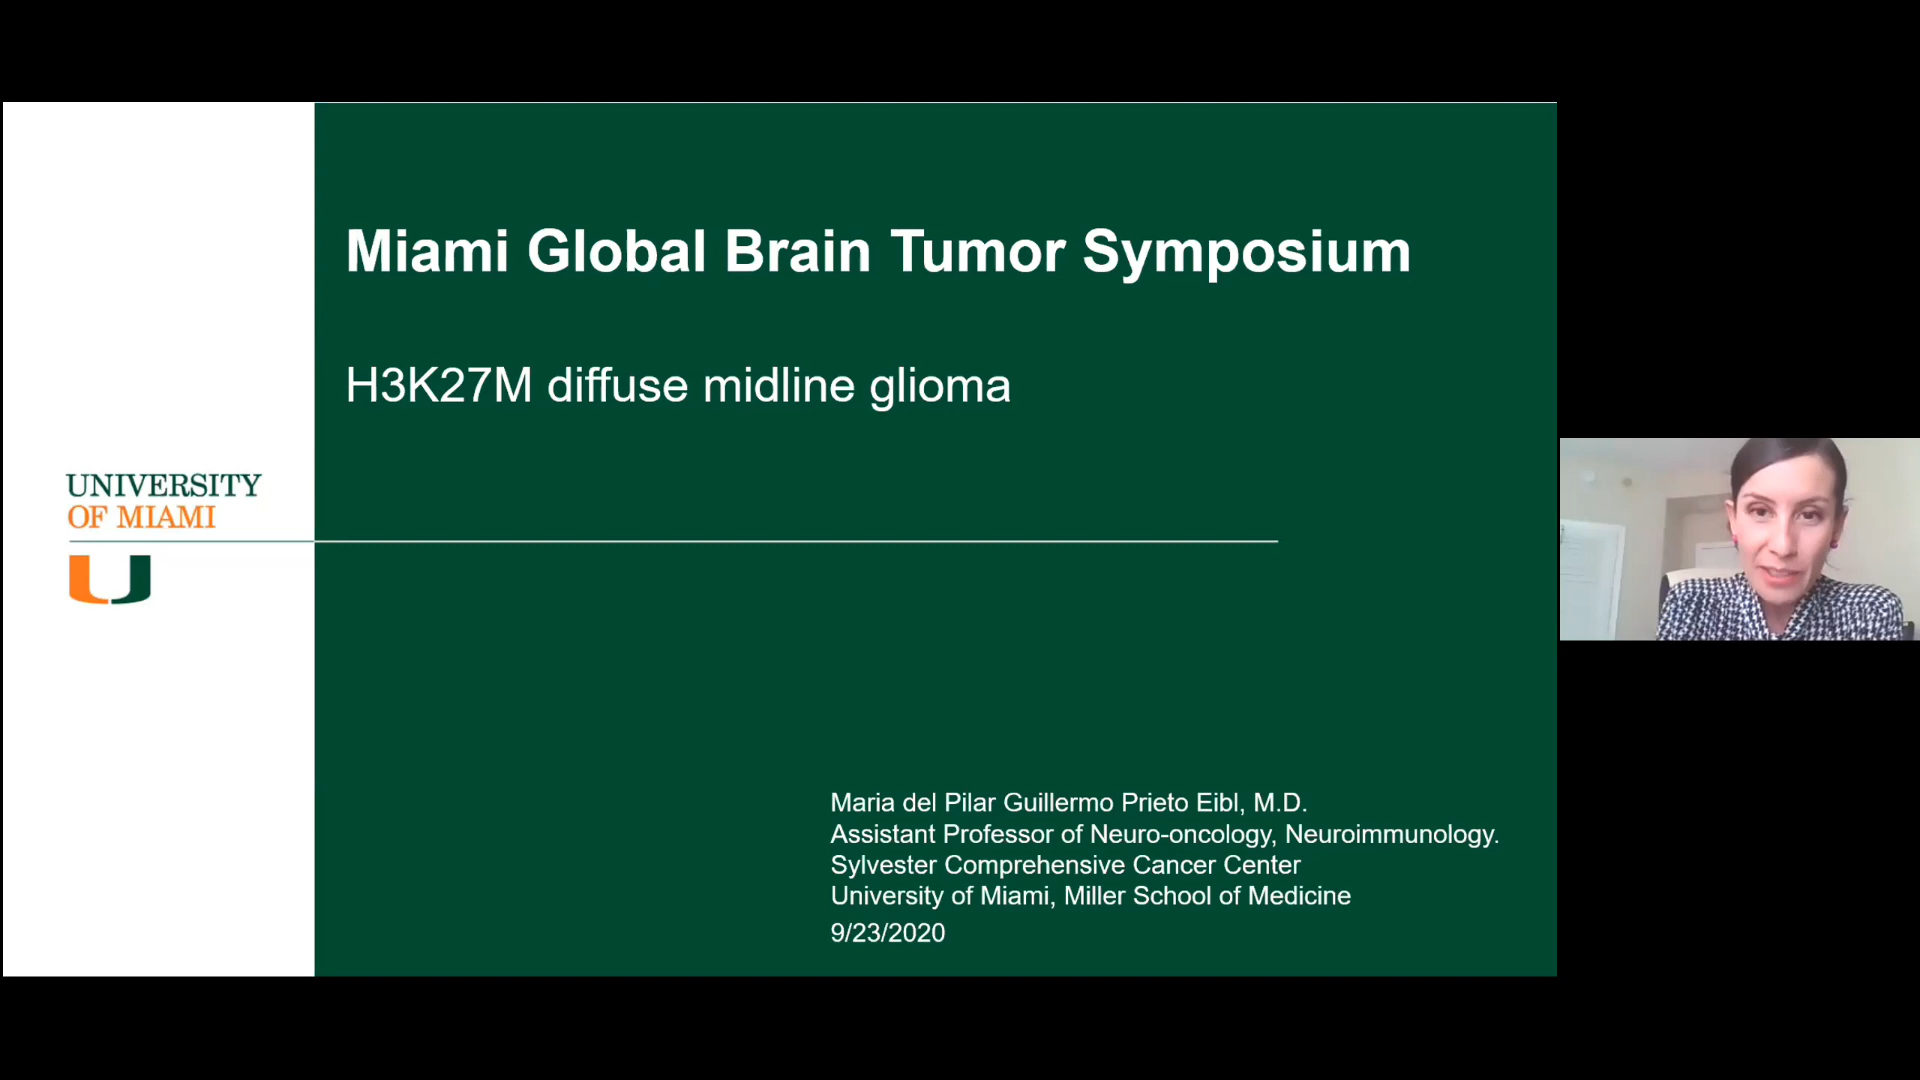 Miami Global Brain Tumor Symposium
H3K27M diffuse midline glioma
UNIVERSITY
OF MIAMI
Maria del Pilar Guillermo Prieto Eibl, M.D.
Assistant Professor of Neuro-oncology, Neuroimmunology.
Sylvester Comprehensive Cancer Center
University of Miami, Miller School of Medicine
9/23/2020